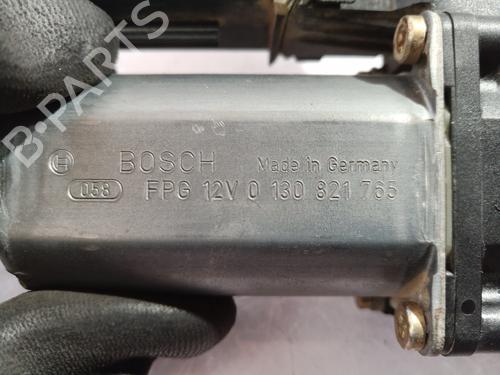 B-PARTS
H BOSCH Made in Germany
058 FPG 12V 0 130 821 765